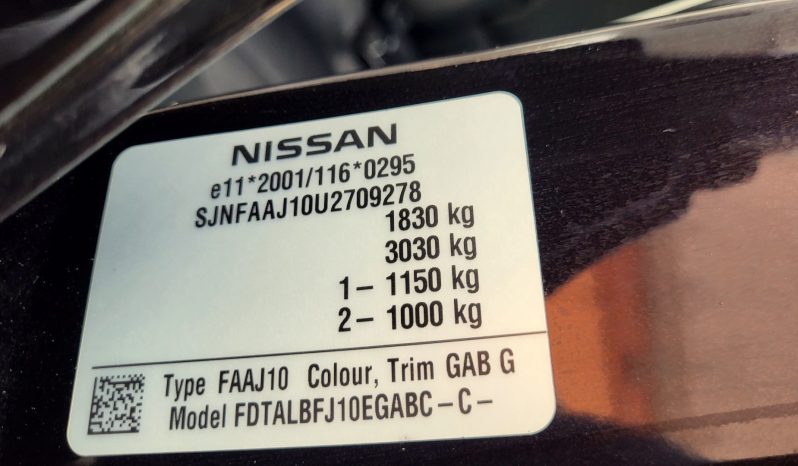 NISSAN
e11*2001/116*0295
SJNFAAJ10U2709278
1830 kg
3030 kg
1– 1150 kg
2– 1000 kg
Type FAAJ10 Colour, Trim GAB G
Model FDTALBFJ10EGABC–C–